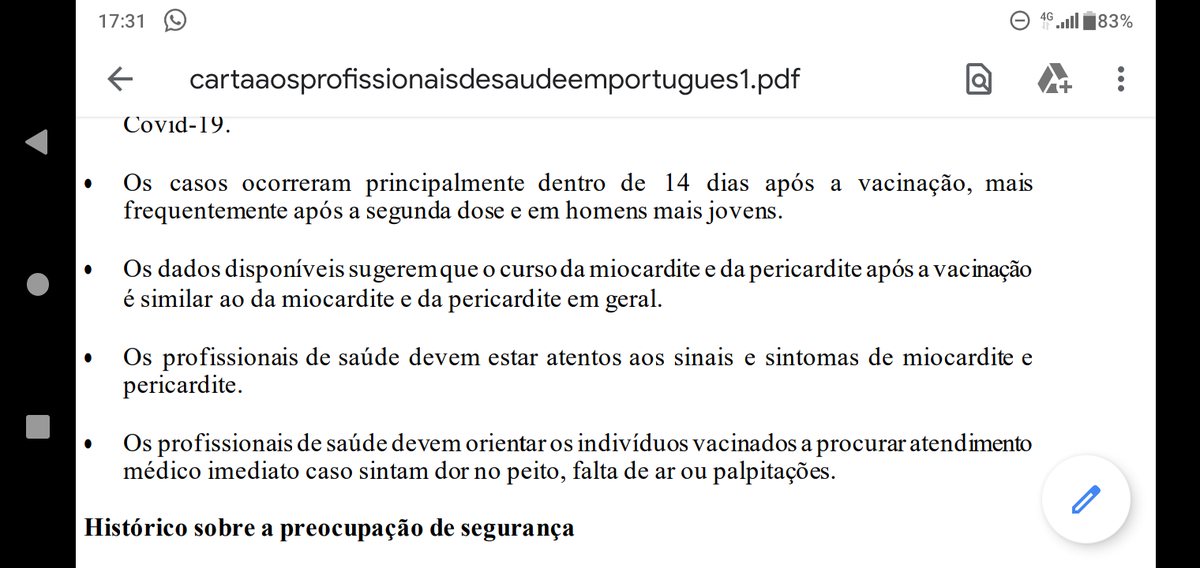 17:31 4G 83%
cartaaosprofissionaisdesaudeemportugues1.pdf
Covid-19.
• Os casos ocorreram principalmente dentro de 14 dias após a vacinação, mais
frequentemente após a segunda dose e em homens mais jovens.
• Os dados disponíveis sugerem que o curso da miocardite e da pericardite após a vacinação
é similar ao da miocardite e da pericardite em geral.
• Os profissionais de saúde devem estar atentos aos sinais e sintomas de miocardite e
pericardite.
• Os profissionais de saúde devem orientar os indivíduos vacinados a procurar atendimento
médico imediato caso sintam dor no peito, falta de ar ou palpitações.
Histórico sobre a preocupação de segurança